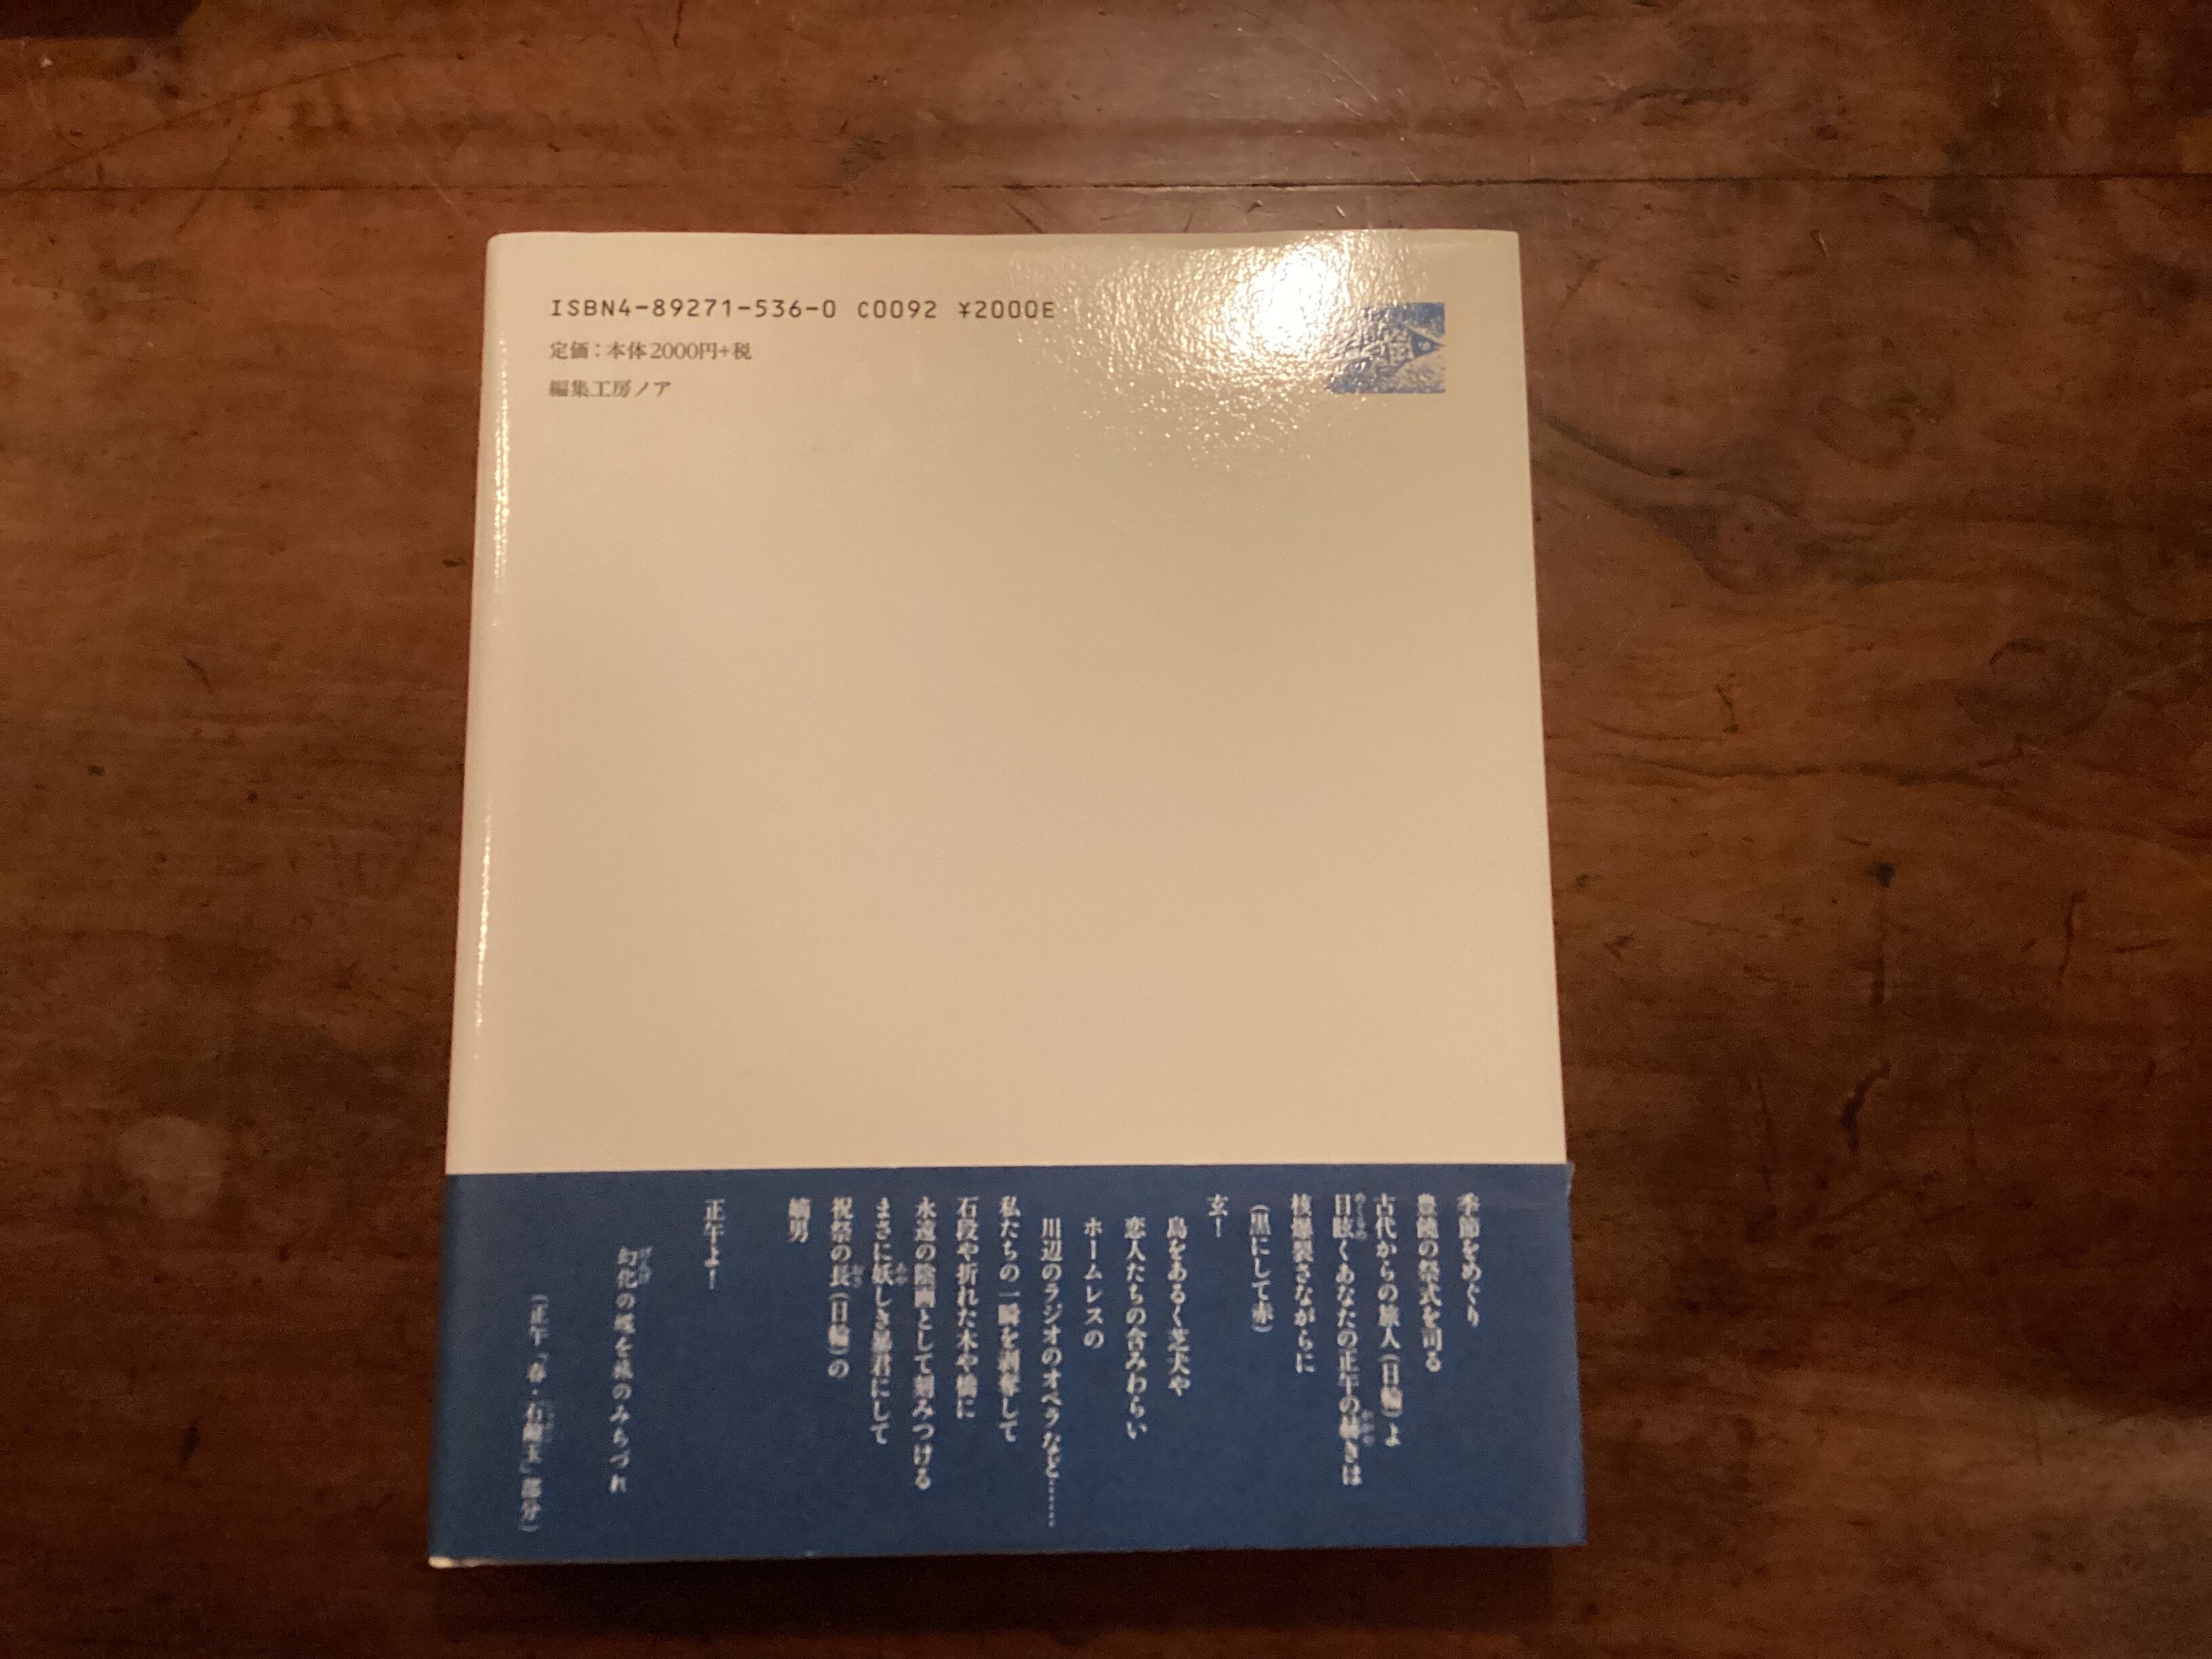 ISBN4-89271-536-0 C0092 ¥2000E
定価：本体2000円+税
編集工房ノア
季節をめぐり
豊饒の祭式を司る
古代からの旅人（日輪）よ
目眩くあなたの正午の赫きは
核爆裂さながらに
（黒にして赤）
玄！
島をあるく芝犬や
恋人たちの含みわらい
ホームレスの
川辺のラジオのオペラなど……
私たちの一瞬を剥奪して
石段や折れた木や橋に
永遠の陰画として刻みつける
まさに妖しき暴君にして
祝祭の長（日輪）の
嫡男
正午よ！
幻化の蝶を旅のみちづれ
（正午「春・石 」部分）